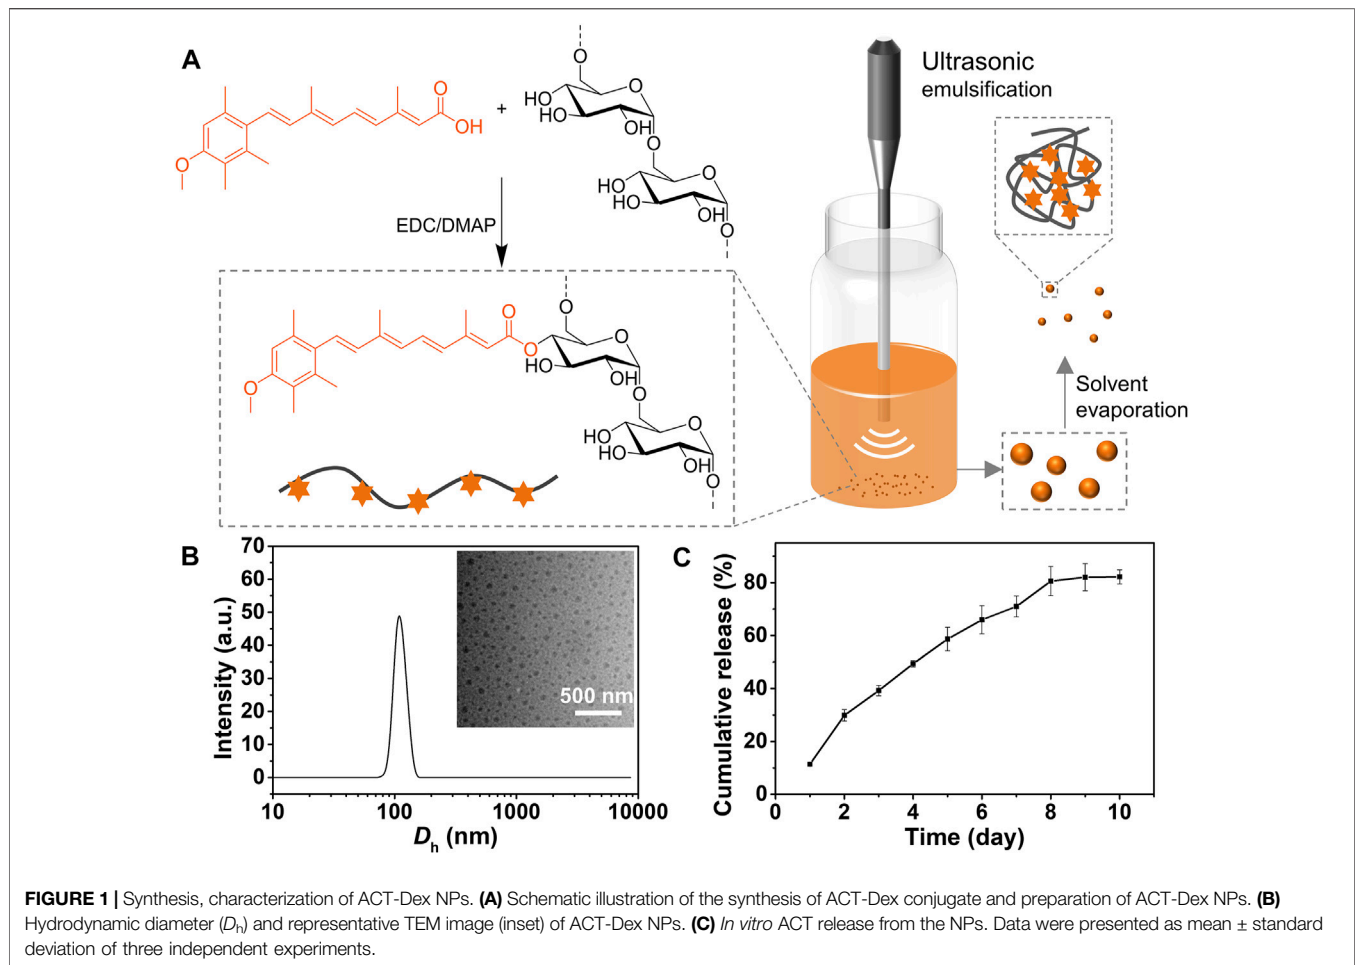 A
O
OH
O
+
EDC/DMAP
O
O
HO
HO
OH
O
O
HO
HO
OH
O
Ultrasonic
emulsification
Solvent
evaporation
O
O
O
O
O
HO
OH
O
O
HO
HO
OH
O
B
70
60
50
40
30
20
10
0
Intensity (a.u.)
500 nm
10
100
1000
10000
Dh (nm)
C
80
60
40
20
0
Cumulative release (%)
0
2
4
6
8
10
Time (day)
FIGURE 1 | Synthesis, characterization of ACT-Dex NPs. (A) Schematic illustration of the synthesis of ACT-Dex conjugate and preparation of ACT-Dex NPs. (B)
Hydrodynamic diameter (Dh) and representative TEM image (inset) of ACT-Dex NPs. (C) In vitro ACT release from the NPs. Data were presented as mean ± standard
deviation of three independent experiments.